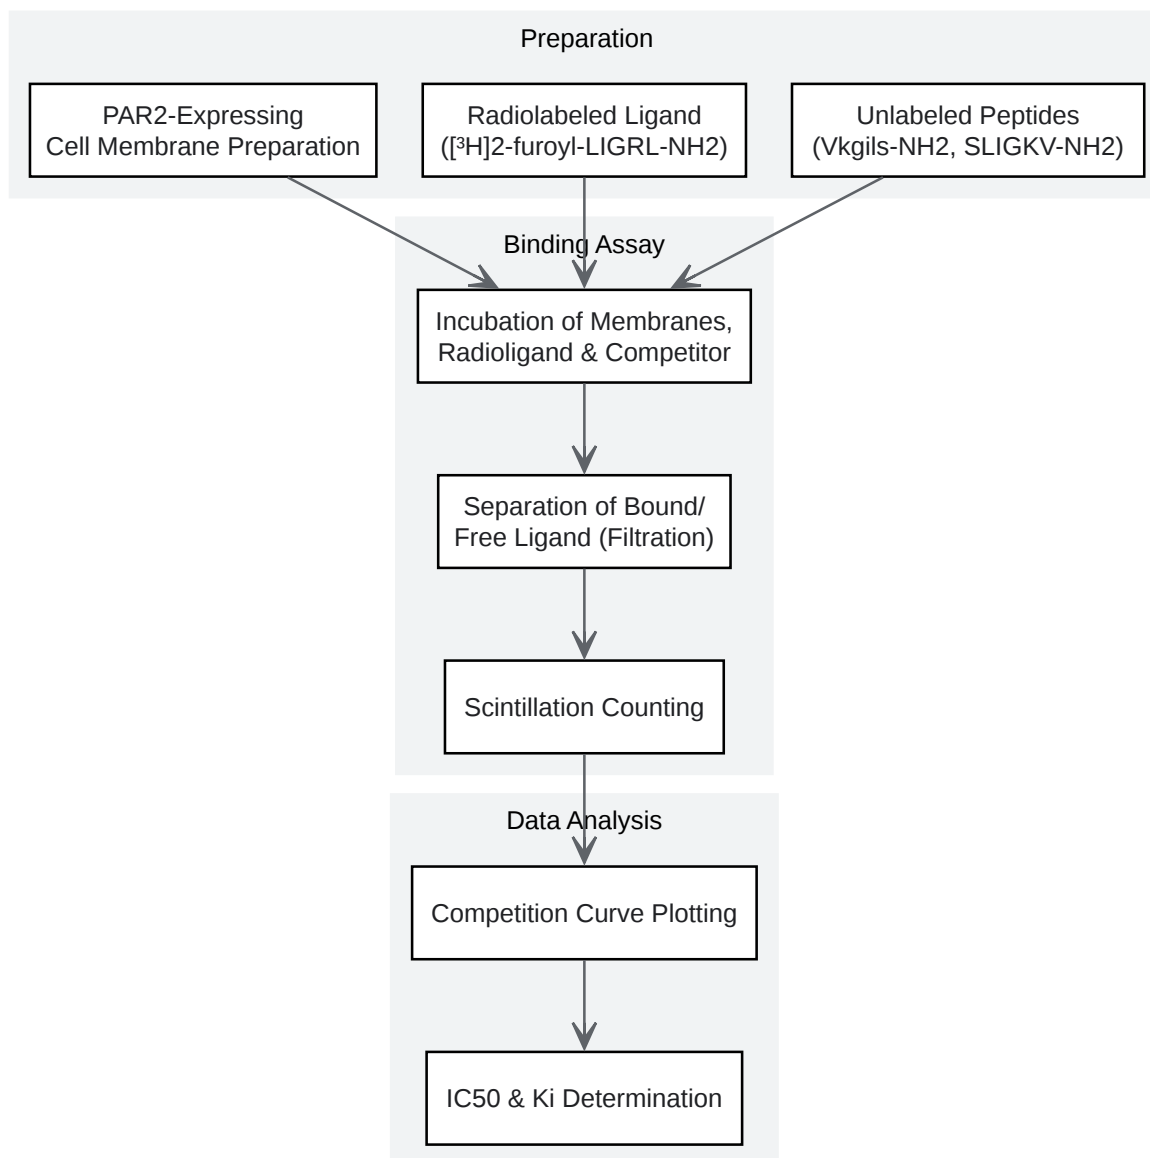 Preparation
PAR2-Expressing
Cell Membrane Preparation
Radiolabeled Ligand
([³H]2-furoyl-LIGRL-NH2)
Unlabeled Peptides
(Vkgils-NH2, SLIGKV-NH2)
Binding Assay
Incubation of Membranes,
Radioligand & Competitor
Separation of Bound/
Free Ligand (Filtration)
Scintillation Counting
Data Analysis
Competition Curve Plotting
IC50 & Ki Determination